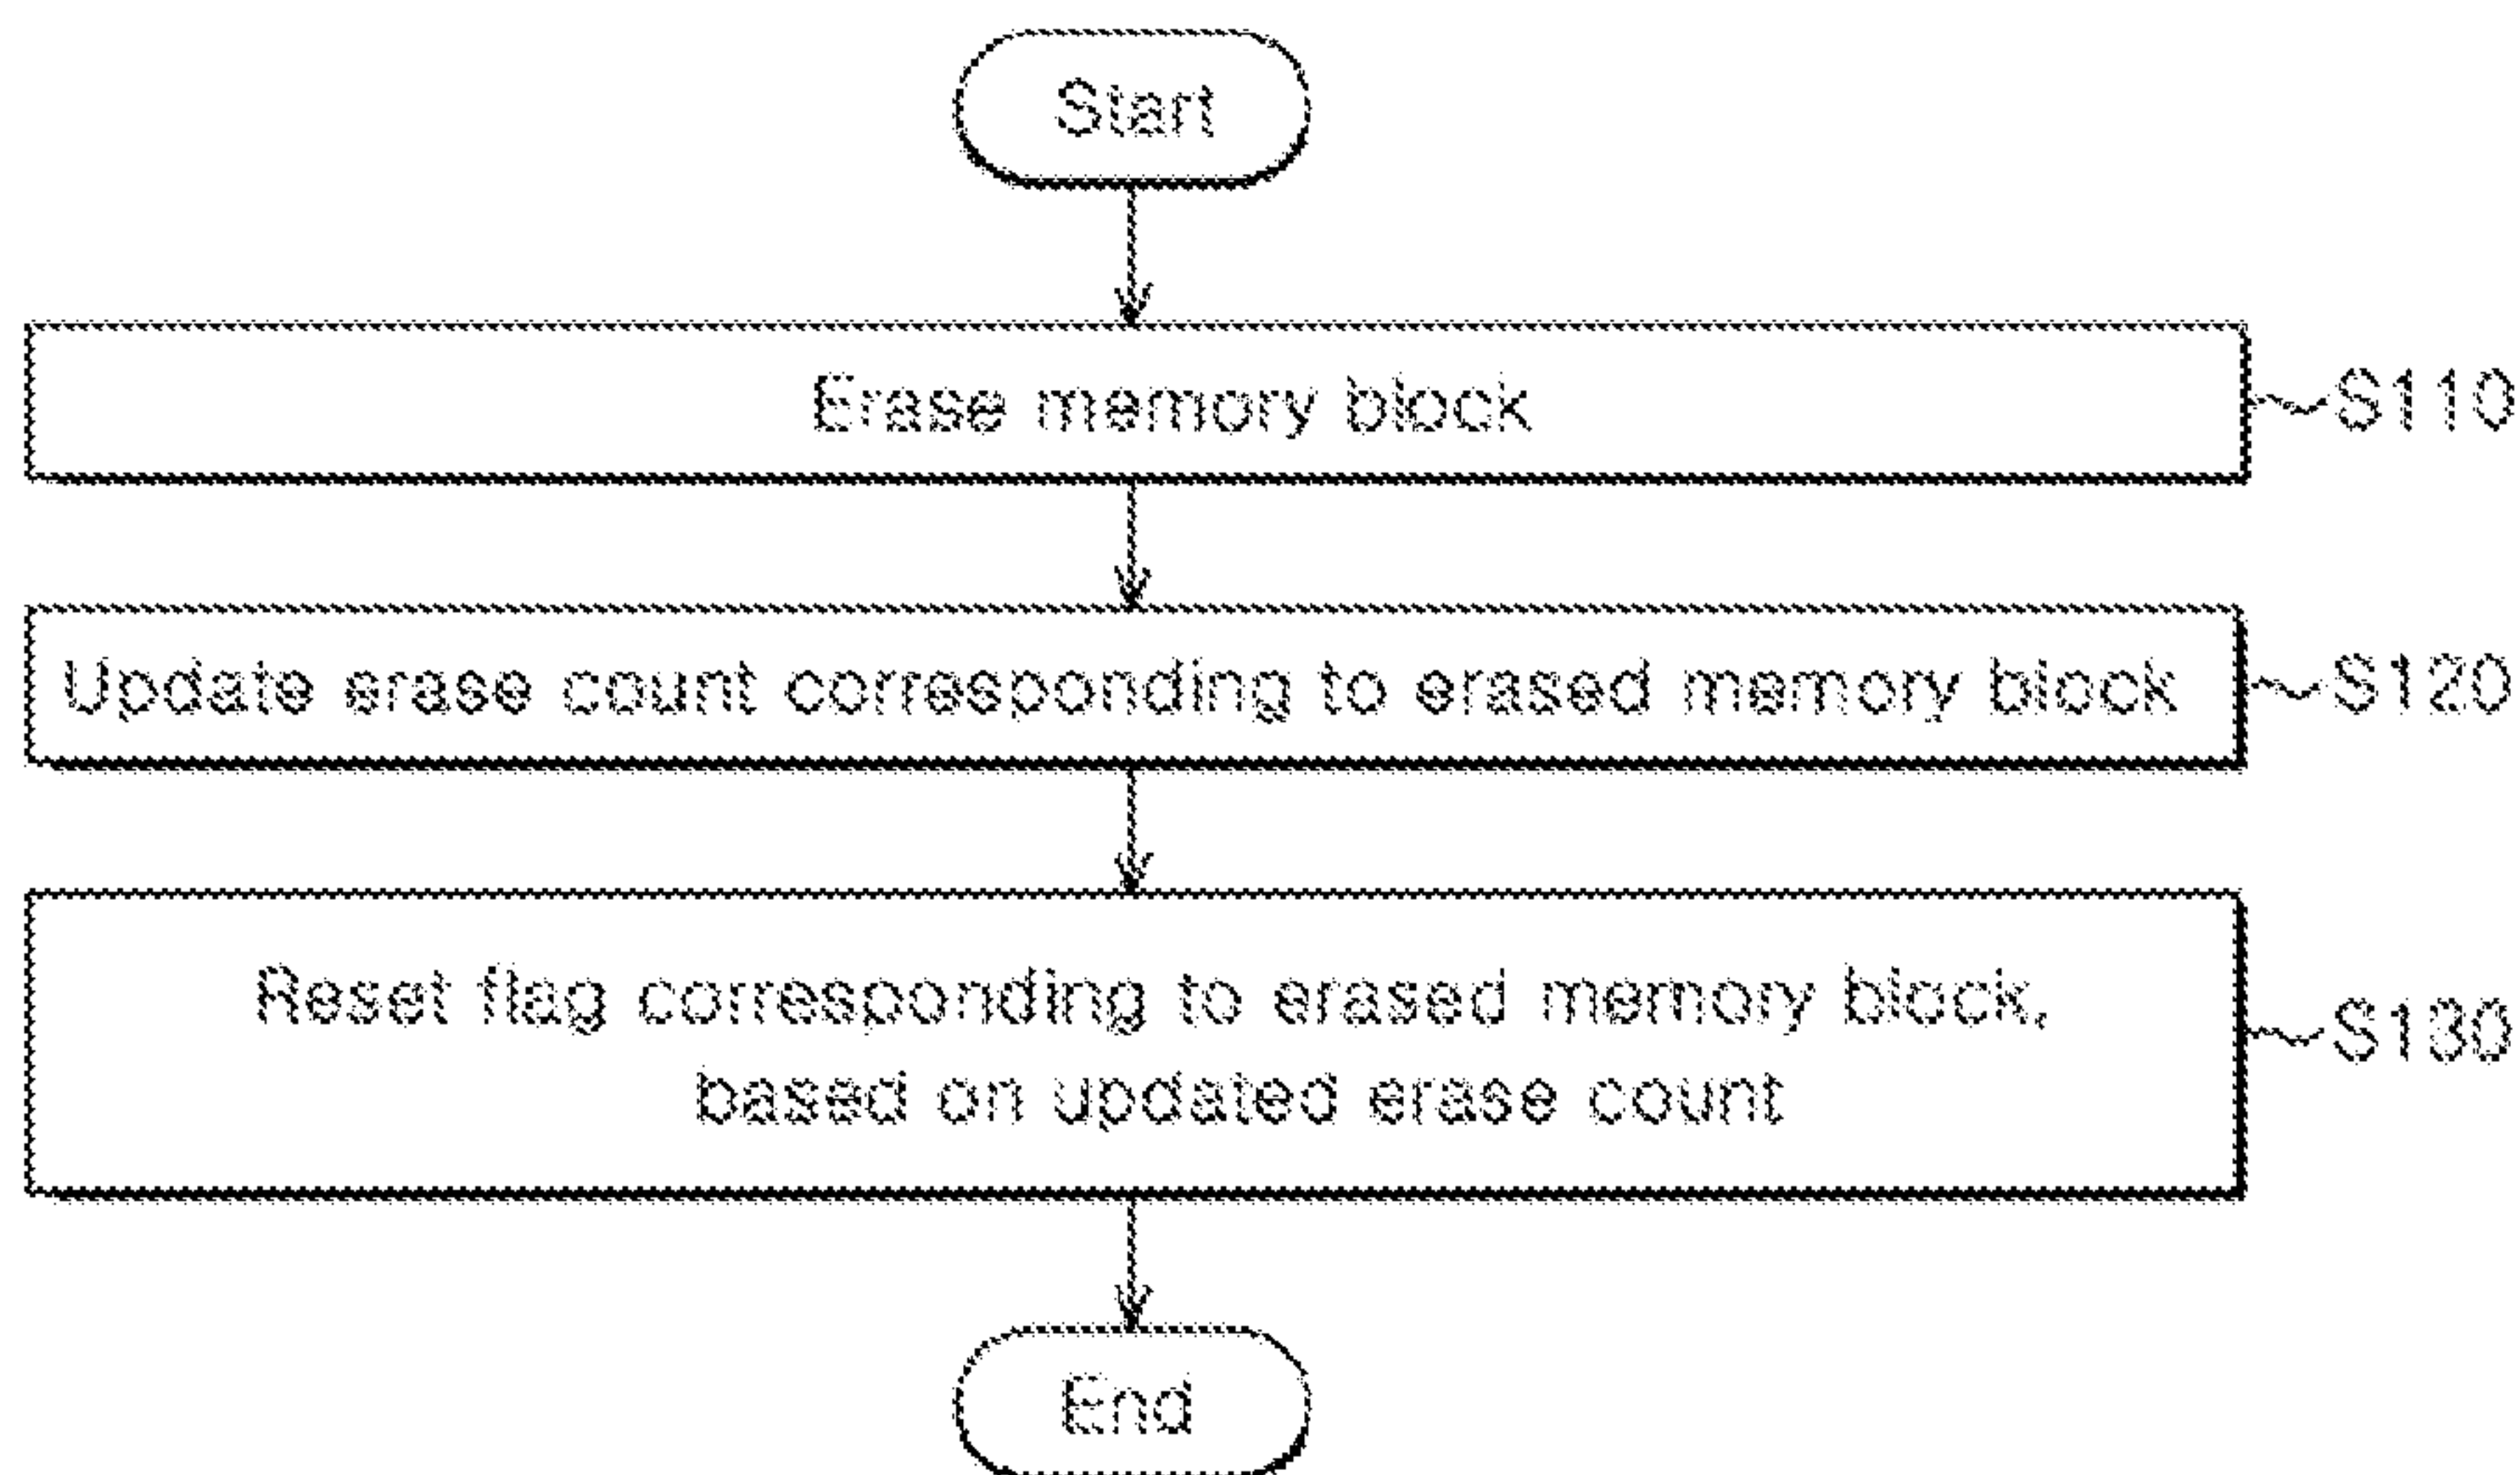 Start
Erase memory block
S110
Update erase count corresponding to erased memory block
S120
Reset flag corresponding to erased memory block,
based on updated erase count
S130
End